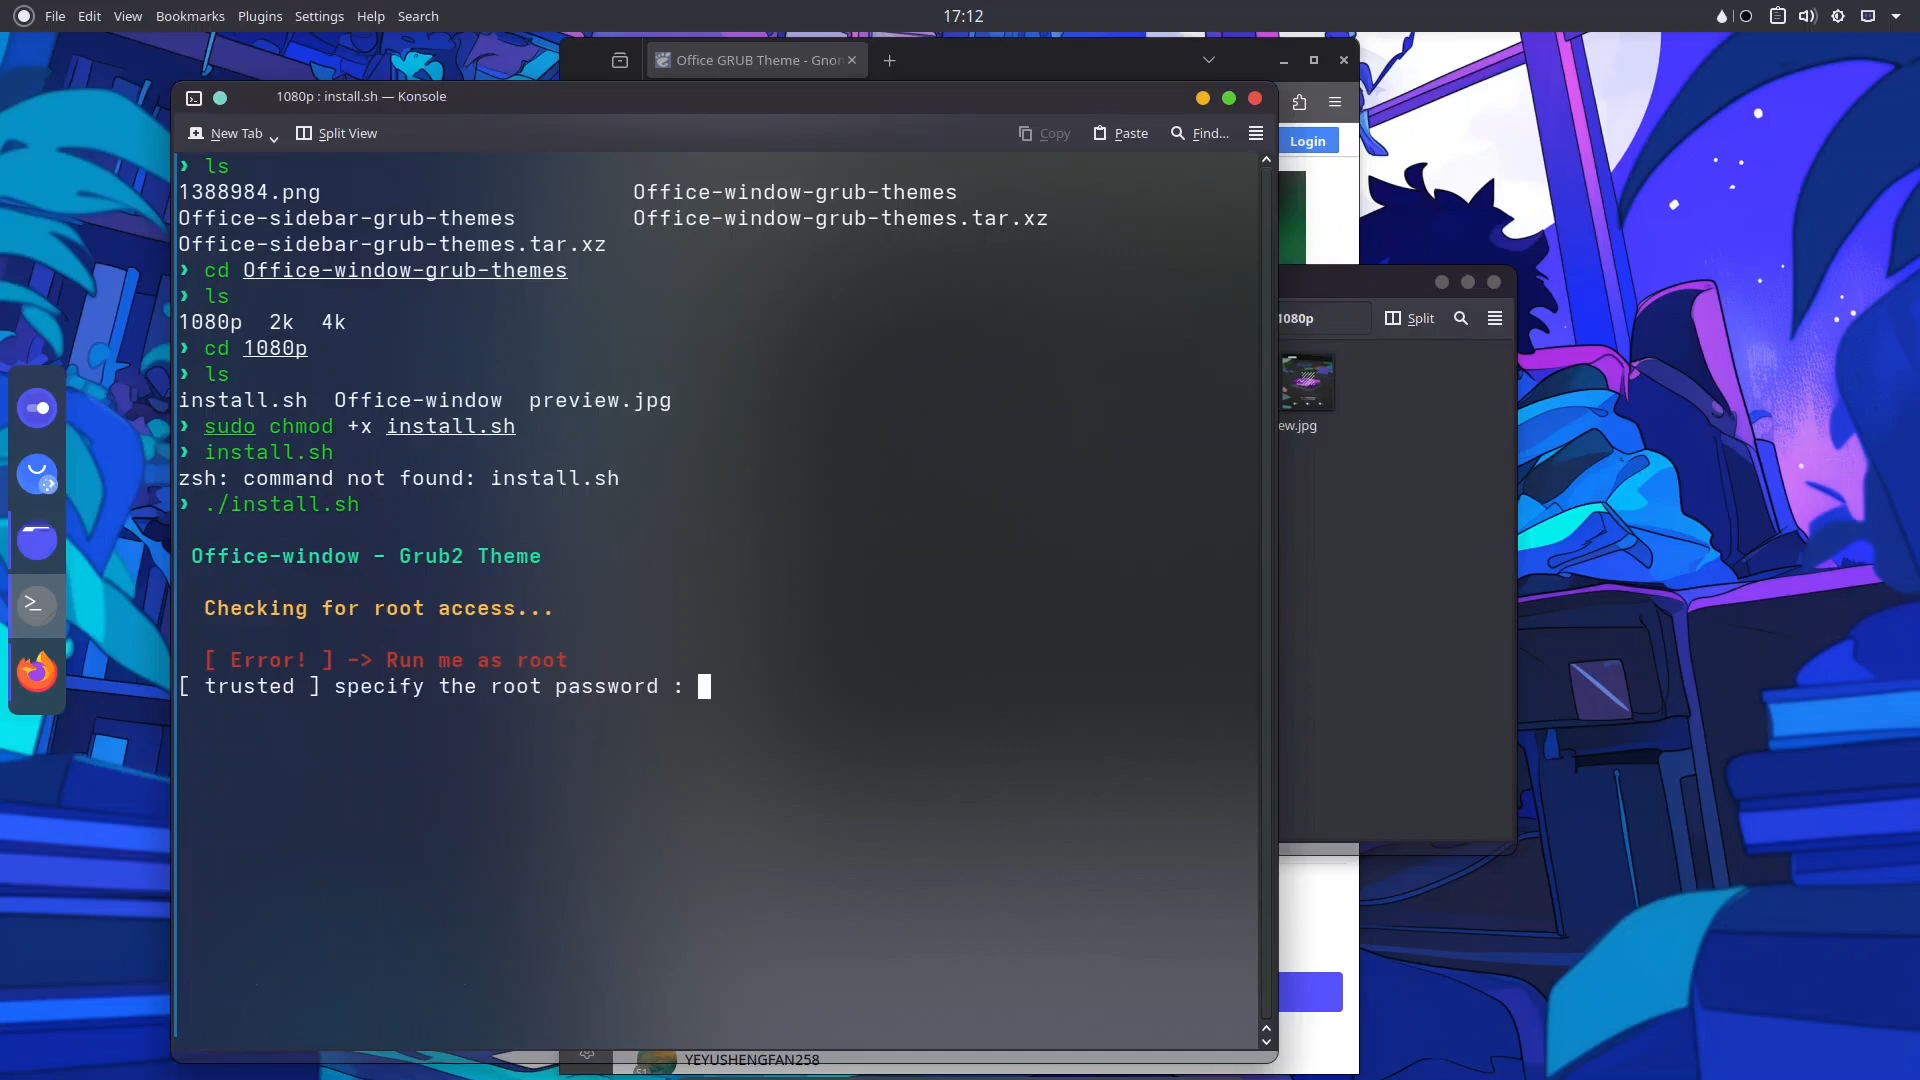 File Edit View Bookmarks Plugins Settings Help Search
17:12
Office GRUB Theme - Gno
1080p : install.sh — Konsole
New Tab
Split View
Copy
Paste
Find...
Login
❯ ls
1388984.png Office-window-grub-themes
Office-sidebar-grub-themes Office-window-grub-themes.tar.xz
Office-sidebar-grub-themes.tar.xz
❯ cd Office-window-grub-themes
❯ ls
1080p 2k 4k
❯ cd 1080p
❯ ls
install.sh Office-window preview.jpg
❯ sudo chmod +x install.sh
❯ install.sh
zsh: command not found: install.sh
❯ ./install.sh
Office-window - Grub2 Theme
Checking for root access...
[ Error! ] -> Run me as root
[ trusted ] specify the root password :
1080p
Split
ew.jpg
YEYUSHENGFAN258